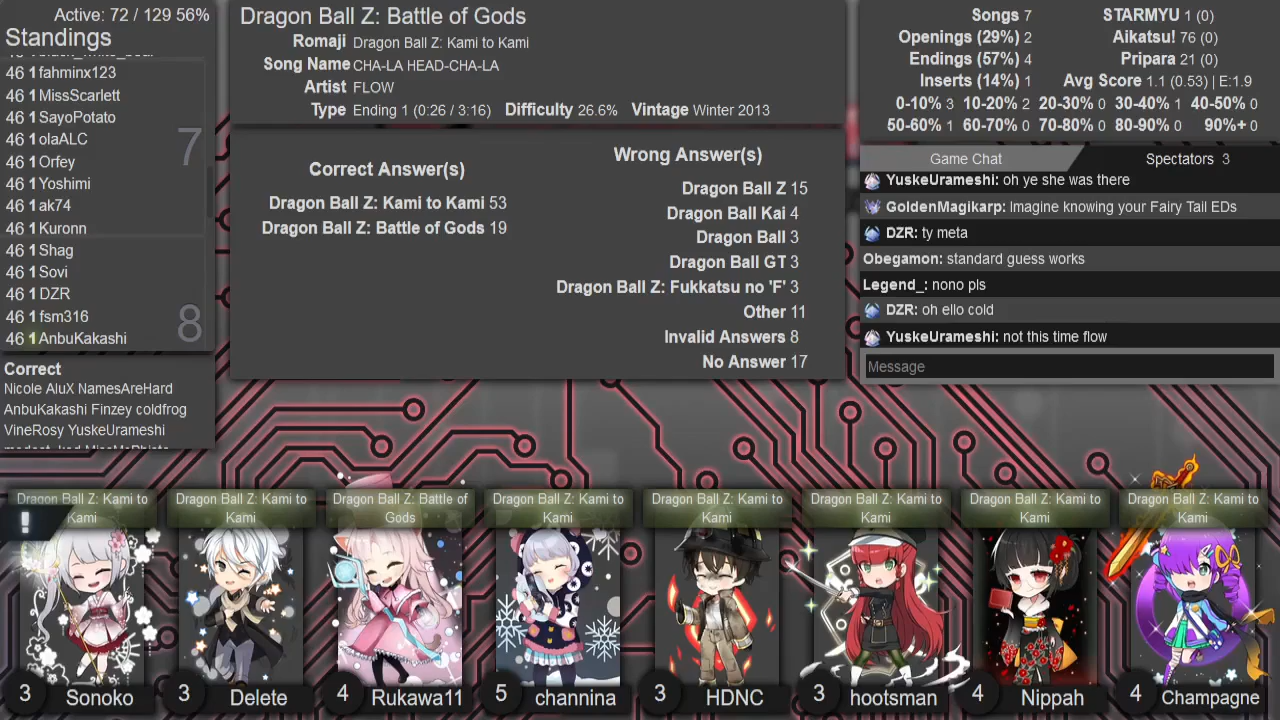 Active: 72 / 129 56%
Standings
46 1 fahminx123
46 1 MissScarlett
46 1 SayoPotato
46 1 olaALC
46 1 Orfey
46 1 Yoshimi
46 1 ak74
46 1 Kuronn
7
46 1 Shag
46 1 Sovi
46 1 DZR
46 1 fsm316
46 1 AnbuKakashi
8
Correct
Nicole AluX NamesAreHard
AnbuKakashi Finzey coldfrog
VineRosy YuskeUrameshi
Dragon Ball Z: Battle of Gods
Romaji Dragon Ball Z: Kami to Kami
Song Name CHA-LA HEAD-CHA-LA
Artist FLOW
Type Ending 1 (0:26 / 3:16) Difficulty 26.6% Vintage Winter 2013
Correct Answer(s)
Dragon Ball Z: Kami to Kami 53
Dragon Ball Z: Battle of Gods 19
Wrong Answer(s)
Dragon Ball Z 15
Dragon Ball Kai 4
Dragon Ball 3
Dragon Ball GT 3
Dragon Ball Z: Fukkatsu no 'F' 3
Other 11
Invalid Answers 8
No Answer 17
Songs 7 STARMYU 1 (0)
Openings (29%) 2 Aikatsu! 76 (0)
Endings (57%) 4 Pripara 21 (0)
Inserts (14%) 1 Avg Score 1.1 (0.53) | E:1.9
0-10% 3 10-20% 2 20-30% 0 30-40% 1 40-50% 0
50-60% 1 60-70% 0 70-80% 0 80-90% 0 90%+ 0
Game Chat Spectators 3
YuskeUrameshi: oh ye she was there
GoldenMagikarp: Imagine knowing your Fairy Tail EDs
DZR: ty meta
Obegamon: standard guess works
Legend_: nono pls
DZR: oh ello cold
YuskeUrameshi: not this time flow
Message
Dragon Ball Z: Kami to
Kami
!
3 Sonoko
Dragon Ball Z: Kami to
Kami
3 Delete
Dragon Ball Z: Battle of
Gods
4 Rukawa11
Dragon Ball Z: Kami to
Kami
5 channina
Dragon Ball Z: Kami to
Kami
3 HDNC
Dragon Ball Z: Kami to
Kami
3 hootsman
Dragon Ball Z: Kami to
Kami
4 Nippah
Dragon Ball Z: Kami to
Kami
4 Champagne